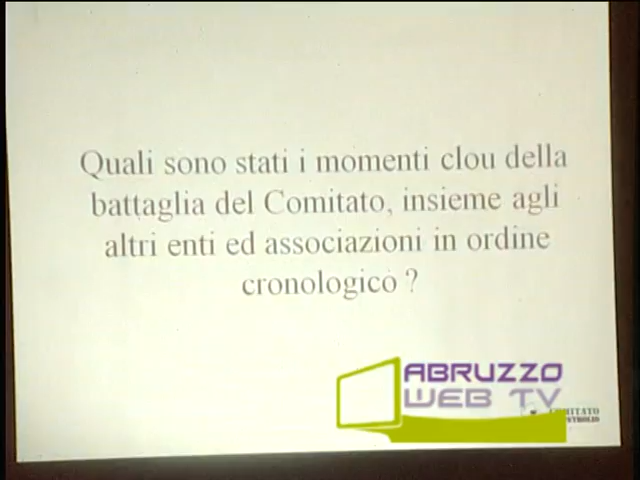 Quali sono stati i momenti clou della
battaglia del Comitato, insieme agli
altri enti ed associazioni in ordine
cronologico ?
ABRUZZO
WEB TV